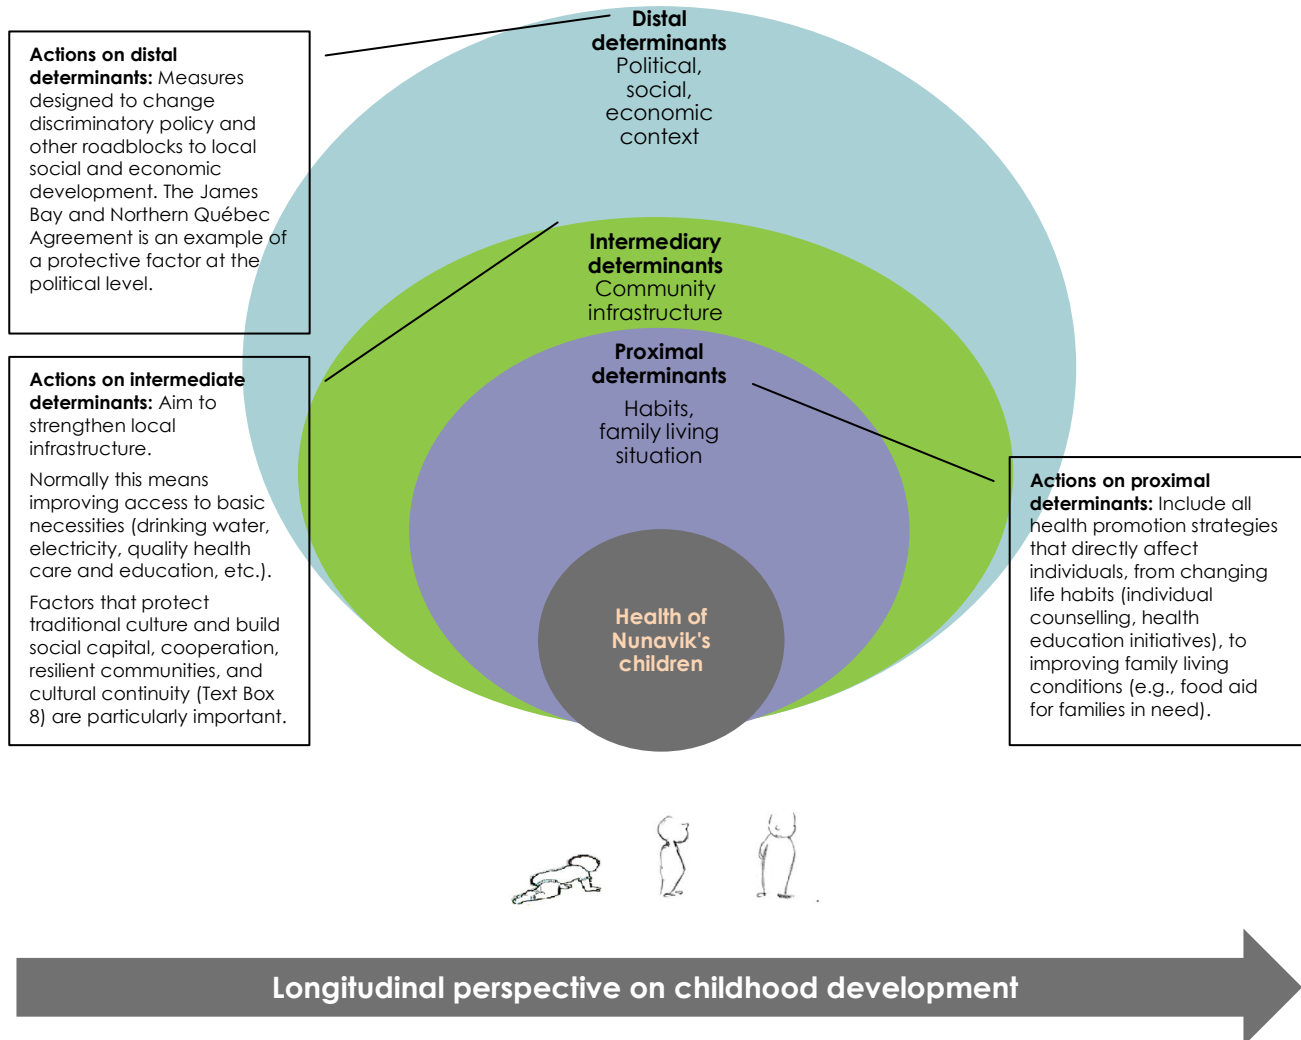 Distal
determinants
Political,
social,
economic
context
Actions on distal
determinants: Measures
designed to change
discriminatory policy and
other roadblocks to local
social and economic
development. The James
Bay and Northern Québec
Agreement is an example of
a protective factor at the
political level.
Intermediary
determinants
Community
infrastructure
Proximal
determinants
Habits,
family living
situation
Actions on intermediate
determinants: Aim to
strengthen local
infrastructure.
Normally this means
improving access to basic
necessities (drinking water,
electricity, quality health
care and education, etc.).
Factors that protect
traditional culture and build
social capital, cooperation,
resilient communities, and
cultural continuity (Text Box
8) are particularly important.
Actions on proximal
determinants: Include all
health promotion strategies
that directly affect
individuals, from changing
life habits (individual
counselling, health
education initiatives), to
improving family living
conditions (e.g., food aid
for families in need).
Health of
Nunavik's
children
Longitudinal perspective on childhood development